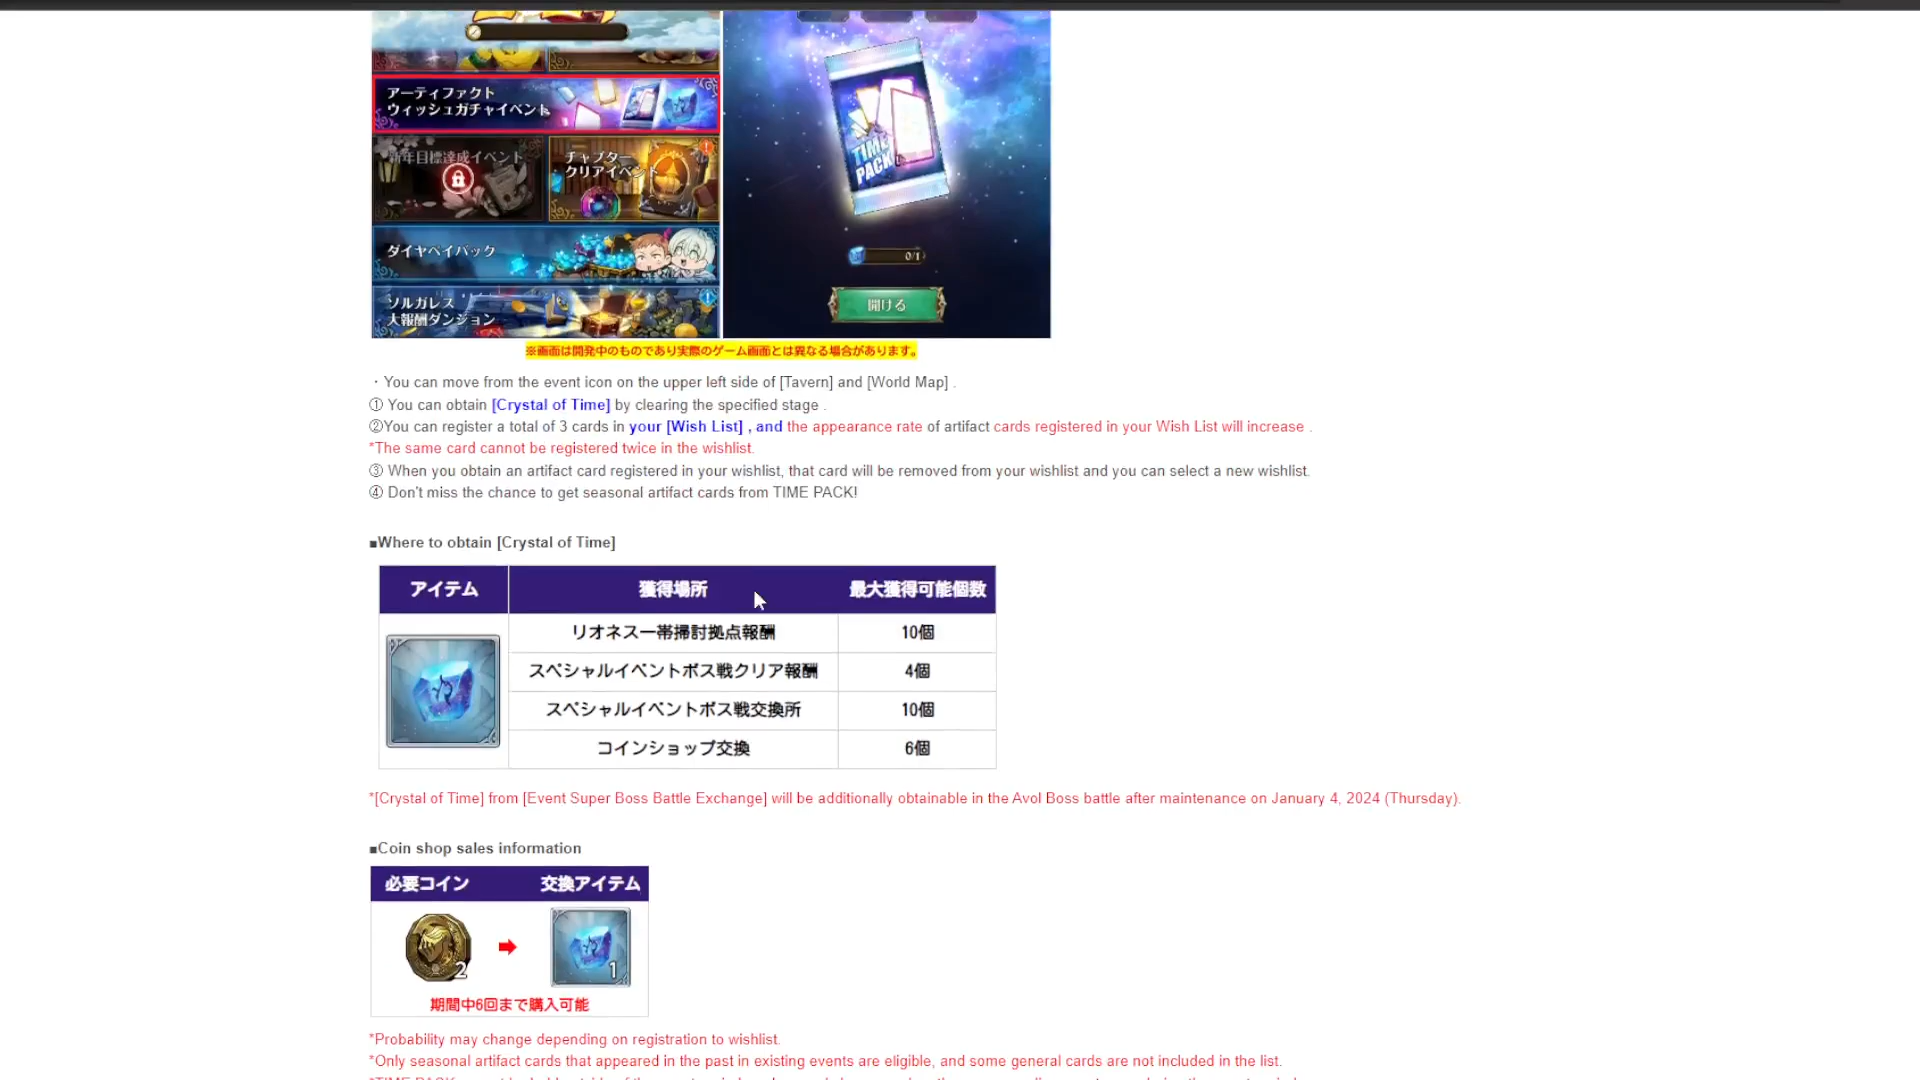 アーティファクト
ウィッシュガチャイベント
新年目標達成イベント
チャプター
クリアイベント
ダイヤペイバック
ソルガレス
大報酬ダンジョン
TIME
PACK
0/1
開ける
※画面は開発中のものであり実際のゲーム画面とは異なる場合があります。
・You can move from the event icon on the upper left side of [Tavern] and [World Map] .
① You can obtain [Crystal of Time] by clearing the specified stage .
②You can register a total of 3 cards in your [Wish List] , and the appearance rate of artifact cards registered in your Wish List will increase .
*The same card cannot be registered twice in the wishlist.
③ When you obtain an artifact card registered in your wishlist, that card will be removed from your wishlist and you can select a new wishlist.
④ Don't miss the chance to get seasonal artifact cards from TIME PACK!
■Where to obtain [Crystal of Time]
アイテム 獲得場所 最大獲得可能個数
リオネス一帯掃討拠点報酬 10個
スペシャルイベントボス戦クリア報酬 4個
スペシャルイベントボス戦交換所 10個
コインショップ交換 6個
*[Crystal of Time] from [Event Super Boss Battle Exchange] will be additionally obtainable in the Avol Boss battle after maintenance on January 4, 2024 (Thursday).
■Coin shop sales information
必要コイン 交換アイテム
2 1
期間中6回まで購入可能
*Probability may change depending on registration to wishlist.
*Only seasonal artifact cards that appeared in the past in existing events are eligible, and some general cards are not included in the list.